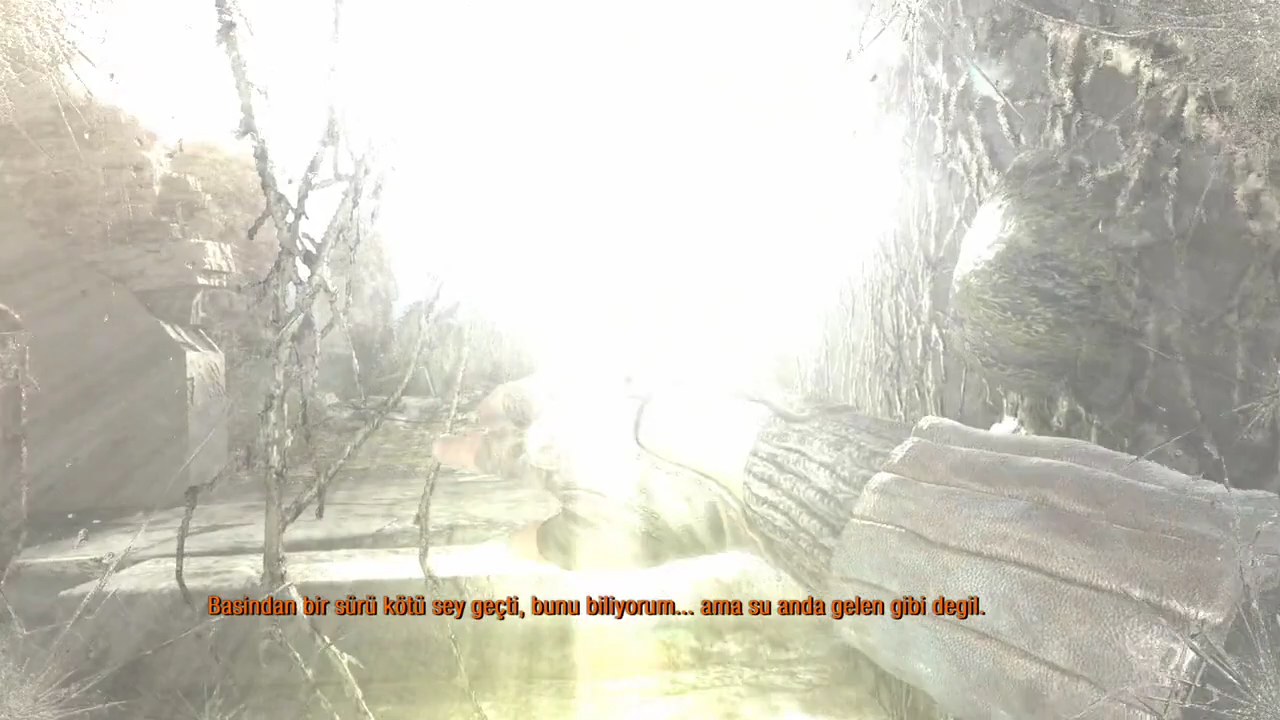 Basindan bir sürü kötü sey geçti, bunu biliyorum... ama su anda gelen gibi degil.